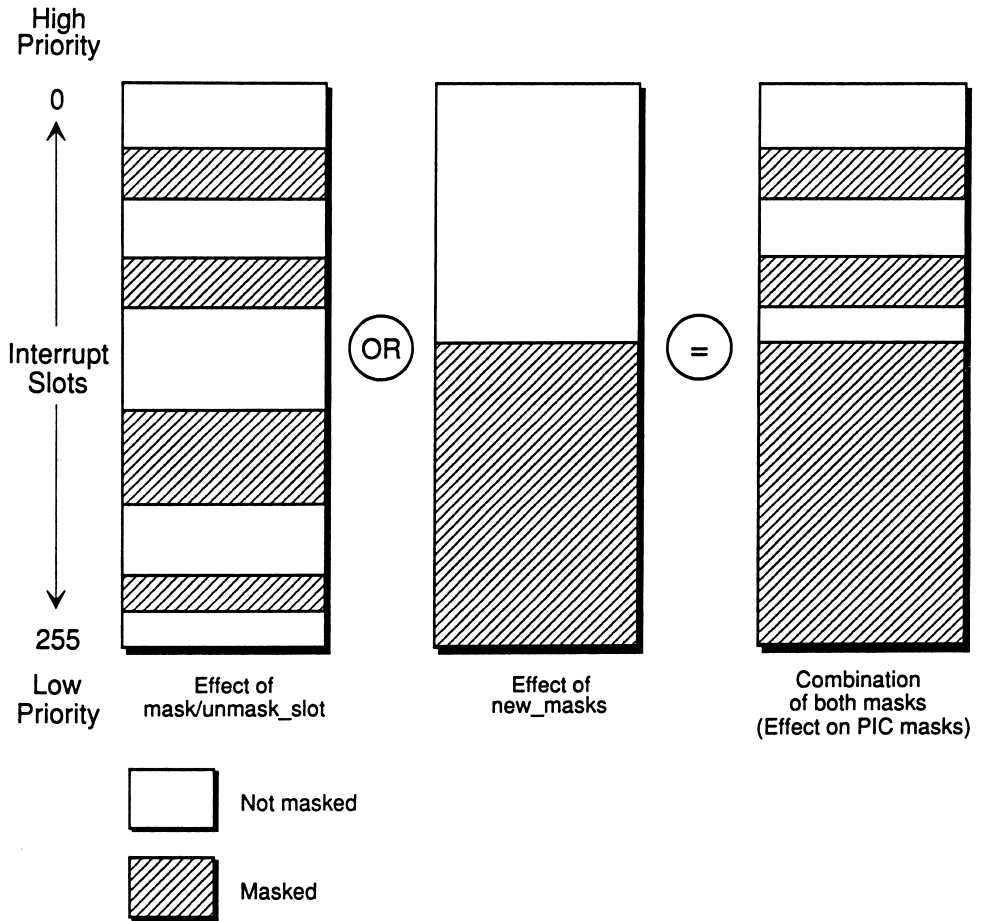 High
Priority
0
Interrupt
Slots
255
Low
Priority
OR
=
Effect of
mask/unmask_slot
Effect of
new_masks
Combination
of both masks
(Effect on PIC masks)
Not masked
Masked